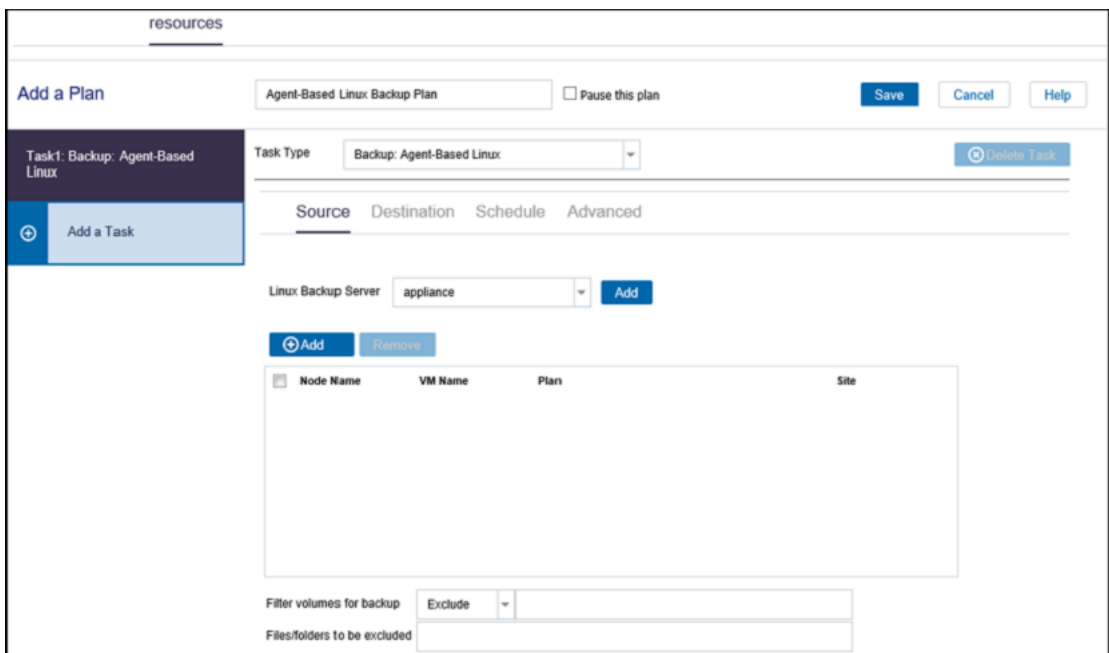 resources
Add a Plan
Agent-Based Linux Backup Plan
Pause this plan
Save
Cancel
Help
Task1: Backup: Agent-Based
Linux
Task Type
Backup: Agent-Based Linux
Delete Task
Add a Task
Source Destination Schedule Advanced
Linux Backup Server
appliance
Add
Add
Remove
Node Name VM Name Plan Site
Filter volumes for backup
Exclude
Files/folders to be excluded